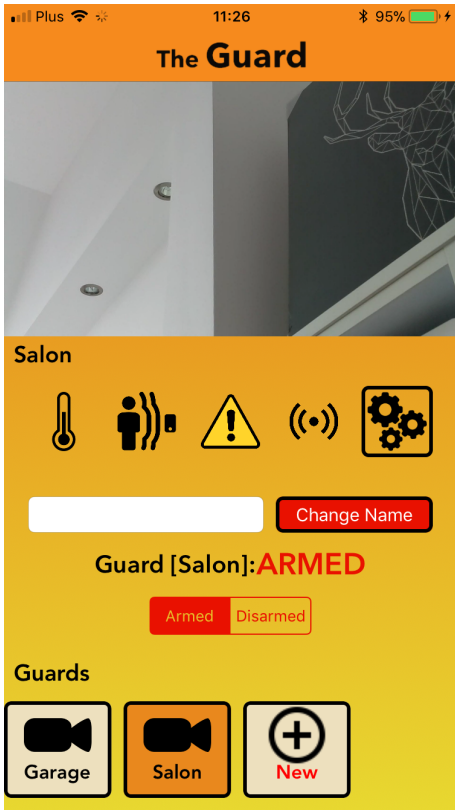 Plus 11:26 95%
The Guard
Salon
Change Name
Guard [Salon]:ARMED
Armed Disarmed
Guards
Garage Salon New